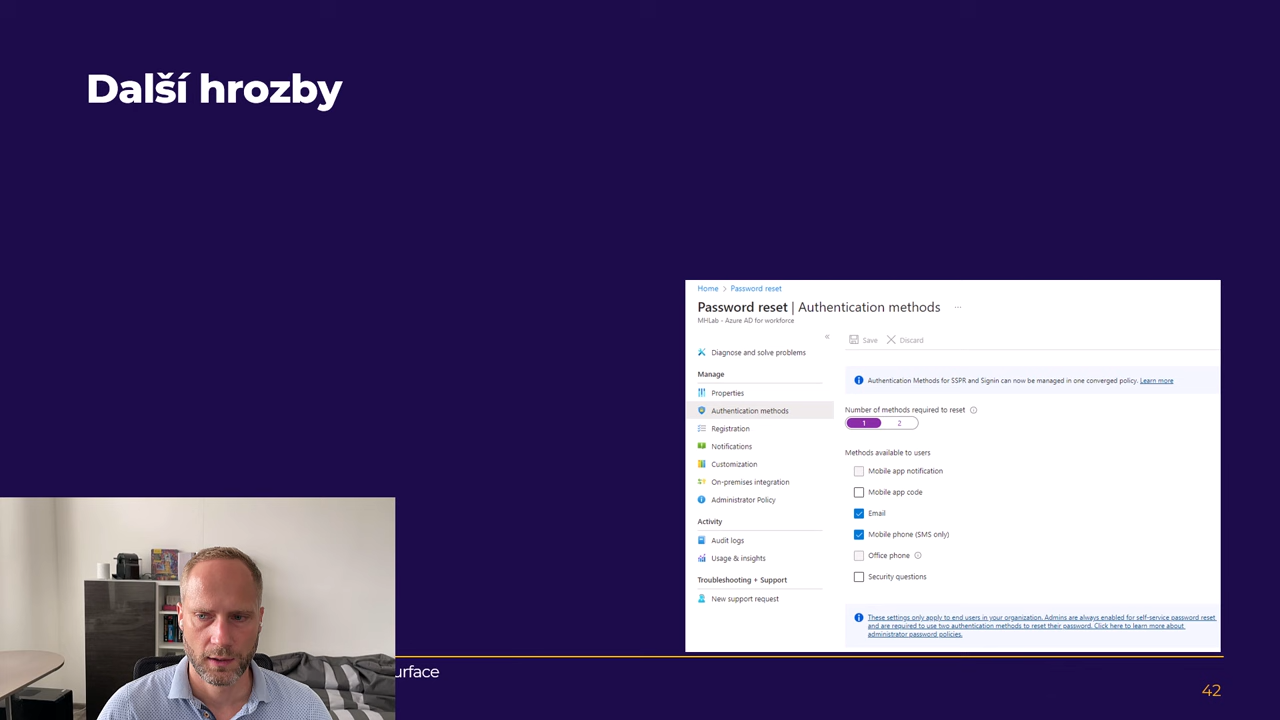 Další hrozby
Home > Password reset
Password reset | Authentication methods ...
MHLab - Azure AD for workforce
«
Diagnose and solve problems
Manage
Properties
Authentication methods
Registration
Notifications
Customization
On-premises integration
Administrator Policy
Activity
Audit logs
Usage & insights
Troubleshooting + Support
New support request
Save Discard
Authentication Methods for SSPR and Signin can now be managed in one converged policy. Learn more
Number of methods required to reset
1 2
Methods available to users
Mobile app notification
Mobile app code
Email
Mobile phone (SMS only)
Office phone
Security questions
These settings only apply to end users in your organization. Admins are always enabled for self-service password reset
and are required to use two authentication methods to reset their password. Click here to learn more about
administrator password policies.
urface
42